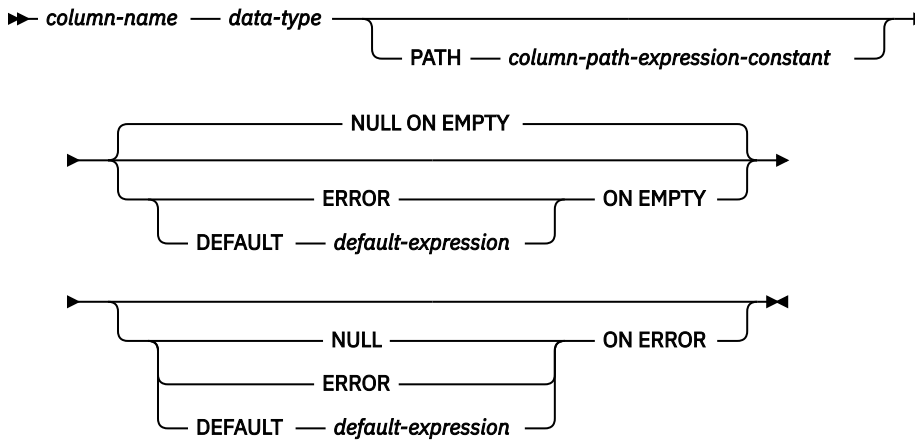 column-name data-type
PATH column-path-expression-constant
NULL ON EMPTY
ERROR ON EMPTY
DEFAULT default-expression
NULL ON ERROR
ERROR
DEFAULT default-expression